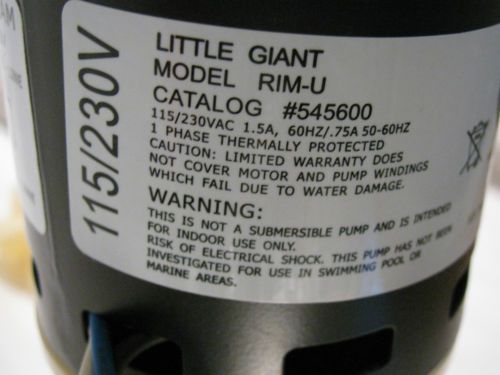 115/230V
LITTLE GIANT
MODEL RIM-U
CATALOG #545600
115/230VAC 1.5A, 60HZ/.75A 50-60HZ
1 PHASE THERMALLY PROTECTED
CAUTION: LIMITED WARRANTY DOES
NOT COVER MOTOR AND PUMP WINDINGS
WHICH FAIL DUE TO WATER DAMAGE.
WARNING:
THIS IS NOT A SUBMERSIBLE PUMP AND IS INTENDED
FOR INDOOR USE ONLY.
RISK OF ELECTRICAL SHOCK. THIS PUMP HAS NOT BEEN
INVESTIGATED FOR USE IN SWIMMING POOL OR
MARINE AREAS.